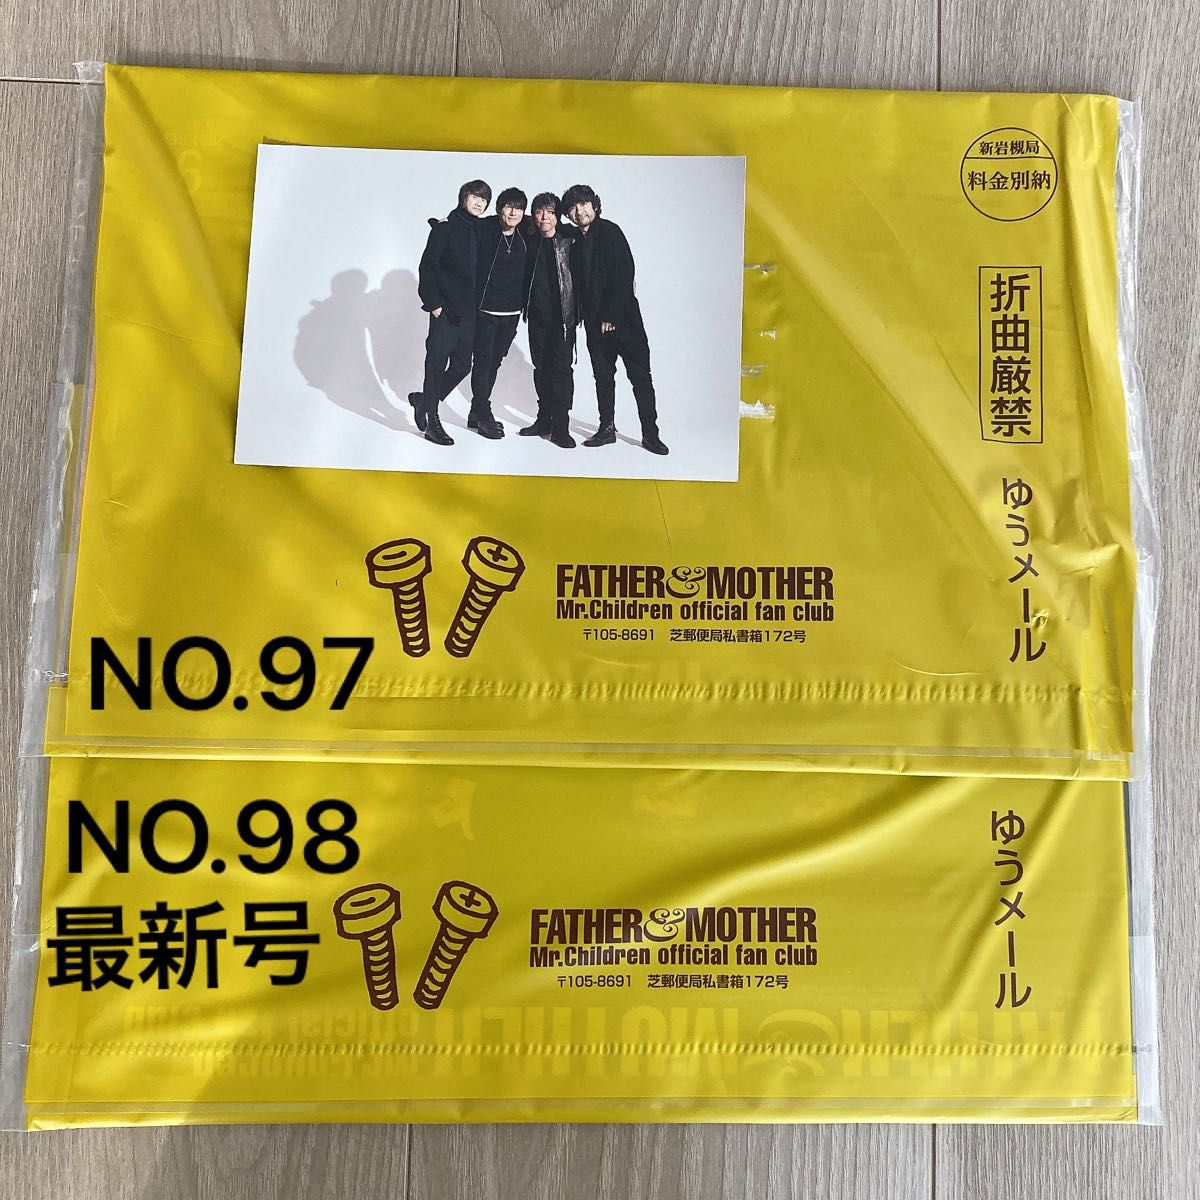 新岩槻局
料金別納
折曲厳禁
ゆうメール
FATHER&MOTHER
Mr.Children official fan club
〒105-8691 芝郵便局私書箱172号
NO.97
NO.98
最新号
ゆうメール
FATHER&MOTHER
Mr.Children official fan club
〒105-8691 芝郵便局私書箱172号